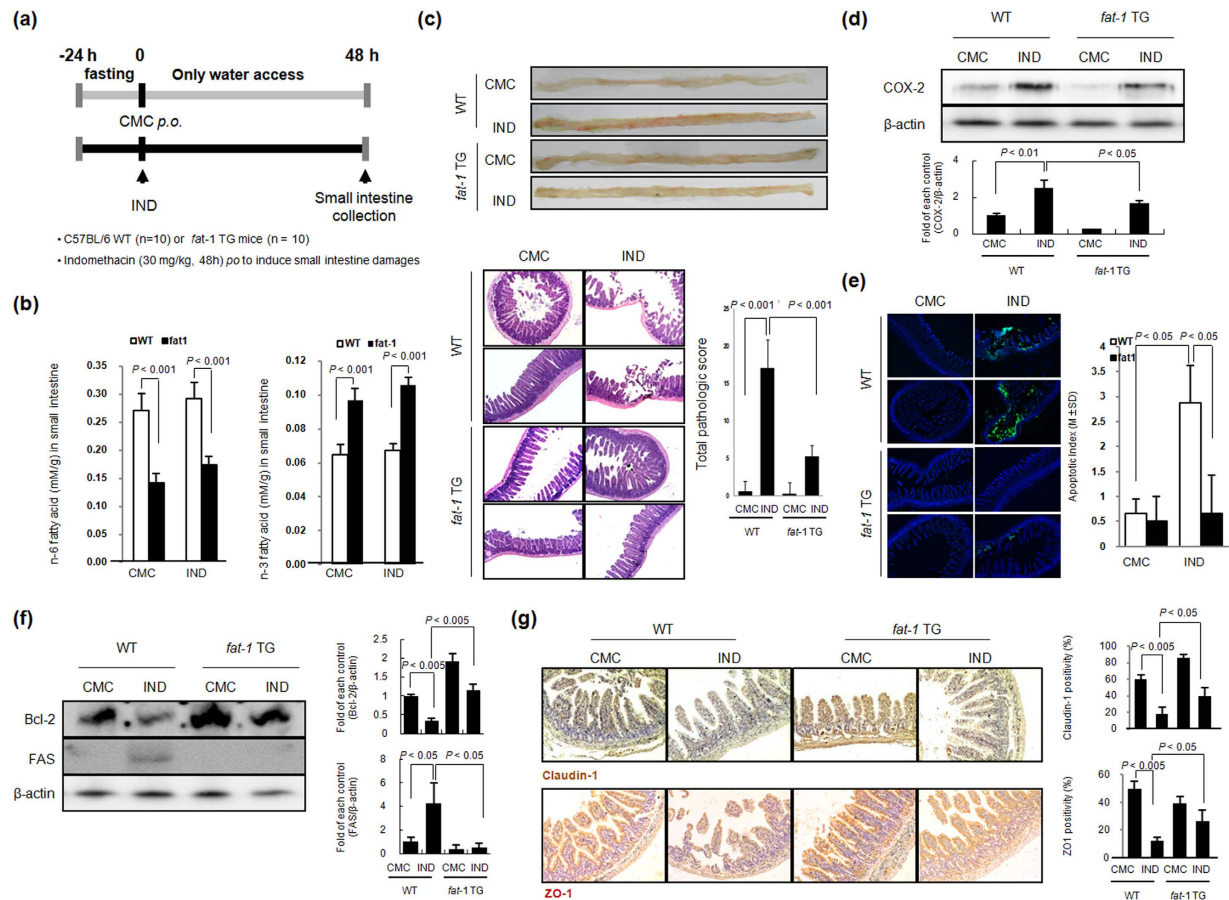 (a)
-24 h 0 48 h
fasting Only water access
CMC p.o.
IND
Small intestine
collection
• C57BL/6 WT (n=10) or fat-1 TG mice (n = 10)
• Indomethacin (30 mg/kg, 48h) po to induce small intestine damages
(b)
WT fat1
P < .001
P < .001
n-6 fatty acid (mM/g) in small intestine
0.35
0.30
0.25
0.20
0.15
0.10
0.05
0.00
CMC IND
WT fat-1
P < .001
P < .001
n-3 fatty acid (mM/g) in small intestine
0.12
0.10
0.08
0.06
0.04
0.02
0.00
CMC IND
(c)
WT
CMC
IND
fat-1 TG
CMC
IND
CMC IND
WT
fat-1 TG
P < .001 P < .001
Total pathologic score
25
20
15
10
5
0
CMC IND CMC IND
WT fat-1 TG
(d)
WT fat-1 TG
CMC IND CMC IND
COX-2
β-actin
P < 0.01 P < 0.05
Fold of each control
(COX-2/β-actin)
4
2
0
CMC IND CMC IND
WT fat-1 TG
(e)
CMC IND
WT
fat-1 TG
WT
fat1
P < .05 P < .05
Apoptotic Index (M ±SD)
4
3.5
3
2.5
2
1.5
1
0.5
0
CMC IND
(f)
WT fat-1 TG
CMC IND CMC IND
Bcl-2
FAS
β-actin
P < 0.005
P < 0.005
Fold of each control
(Bcl-2/β-actin)
2.5
2
1.5
1
0.5
0
P < 0.05 P < 0.05
Fold of each control
(FAS/β-actin)
8
6
4
2
0
CMC IND CMC IND
WT fat-1 TG
(g)
WT fat-1 TG
CMC IND CMC IND
Claudin-1
ZO-1
P < 0.05
P < 0.005
Claudin-1 positivity (%)
100
80
60
40
20
0
P < 0.05
P < 0.005
ZO1 positivity (%)
60
40
20
0
CMC IND CMC IND
WT fat-1 TG